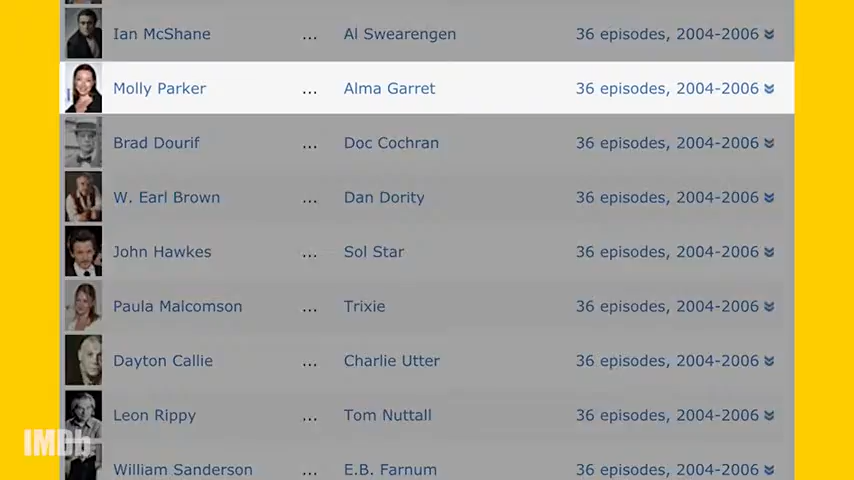 Ian McShane ... Al Swearengen 36 episodes, 2004-2006
Molly Parker ... Alma Garret 36 episodes, 2004-2006
Brad Dourif ... Doc Cochran 36 episodes, 2004-2006
W. Earl Brown ... Dan Dority 36 episodes, 2004-2006
John Hawkes ... Sol Star 36 episodes, 2004-2006
Paula Malcomson ... Trixie 36 episodes, 2004-2006
Dayton Callie ... Charlie Utter 36 episodes, 2004-2006
Leon Rippy ... Tom Nuttall 36 episodes, 2004-2006
IMDb
William Sanderson ... E.B. Farnum 36 episodes, 2004-2006